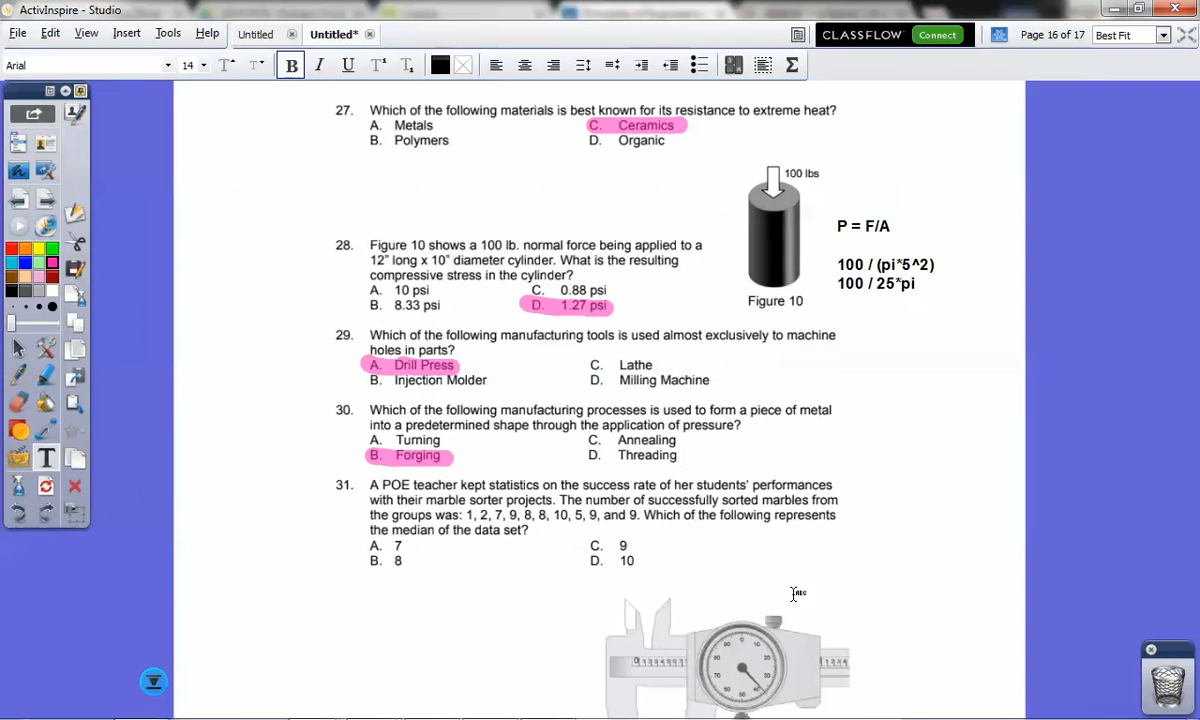 ActivInspire - Studio
File Edit View Insert Tools Help Untitled Untitled* CLASSFLOW Connect Page 16 of 17 Best Fit
Arial 14 B I U
27. Which of the following materials is best known for its resistance to extreme heat?
A. Metals C. Ceramics
B. Polymers D. Organic
100 lbs
P = F/A
28. Figure 10 shows a 100 lb. normal force being applied to a
12" long x 10" diameter cylinder. What is the resulting
compressive stress in the cylinder?
100 / (pi*5^2)
100 / 25*pi
A. 10 psi C. 0.88 psi
B. 8.33 psi D. 1.27 psi
Figure 10
29. Which of the following manufacturing tools is used almost exclusively to machine
holes in parts?
A. Drill Press C. Lathe
B. Injection Molder D. Milling Machine
30. Which of the following manufacturing processes is used to form a piece of metal
into a predetermined shape through the application of pressure?
A. Turning C. Annealing
B. Forging D. Threading
31. A POE teacher kept statistics on the success rate of her students' performances
with their marble sorter projects. The number of successfully sorted marbles from
the groups was: 1, 2, 7, 9, 8, 8, 10, 5, 9, and 9. Which of the following represents
the median of the data set?
A. 7 C. 9
B. 8 D. 10